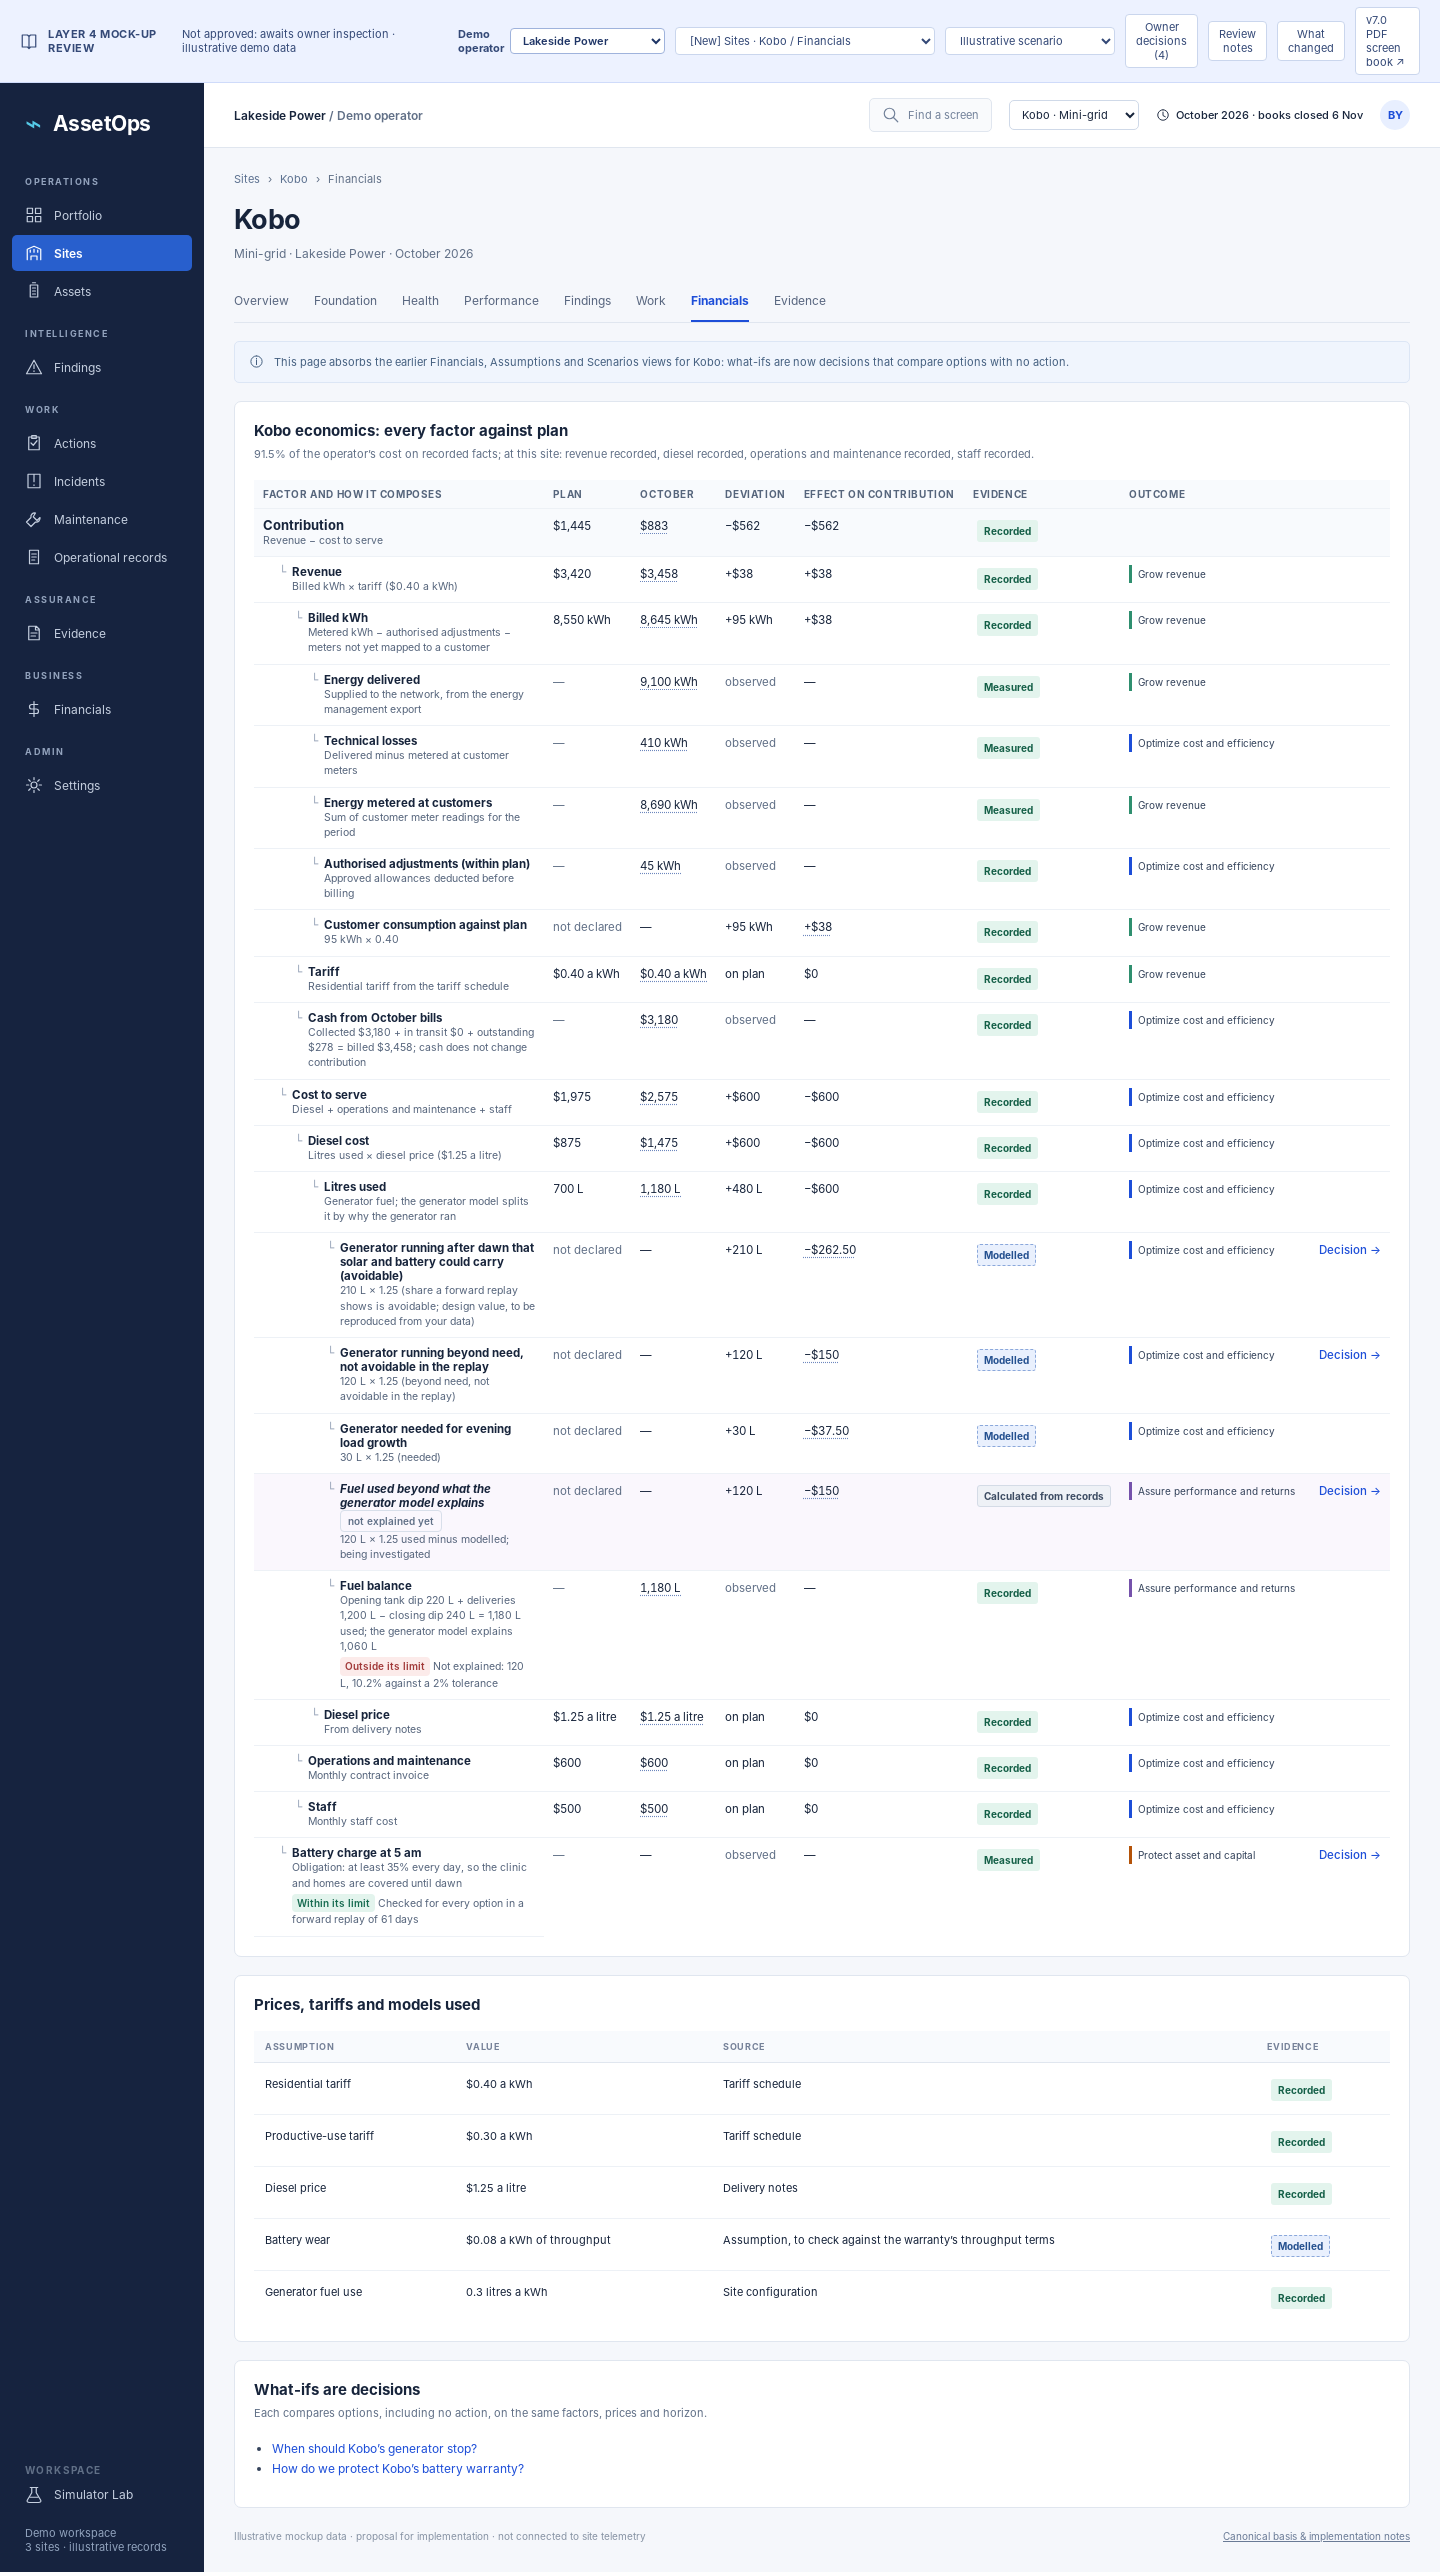 LAYER 4 MOCK-UP REVIEW
Not approved: awaits owner inspection · illustrative demo data
Demo operator
Lakeside Power
[New] Sites · Kobo / Financials
Illustrative scenario
Owner decisions (4)
Review notes
What changed
v7.0 PDF screen book ↗
AssetOps
OPERATIONS
Portfolio
Sites
Assets
INTELLIGENCE
Findings
WORK
Actions
Incidents
Maintenance
Operational records
ASSURANCE
Evidence
BUSINESS
Financials
ADMIN
Settings
WORKSPACE
Simulator Lab
Demo workspace
3 sites · illustrative records
Lakeside Power / Demo operator
Find a screen
Kobo · Mini-grid
October 2026 · books closed 6 Nov
BY
Sites › Kobo › Financials
Kobo
Mini-grid · Lakeside Power · October 2026
Overview Foundation Health Performance Findings Work Financials Evidence
This page absorbs the earlier Financials, Assumptions and Scenarios views for Kobo: what-ifs are now decisions that compare options with no action.
Kobo economics: every factor against plan
91.5% of the operator's cost on recorded facts; at this site: revenue recorded, diesel recorded, operations and maintenance recorded, staff recorded.
FACTOR AND HOW IT COMPOSES PLAN OCTOBER DEVIATION EFFECT ON CONTRIBUTION EVIDENCE OUTCOME
Contribution $1,445 $883 −$562 −$562 Recorded
Revenue − cost to serve
└ Revenue $3,420 $3,458 +$38 +$38 Recorded Grow revenue
Billed kWh × tariff ($0.40 a kWh)
└ Billed kWh 8,550 kWh 8,645 kWh +95 kWh +$38 Recorded Grow revenue
Metered kWh − authorised adjustments −
meters not yet mapped to a customer
└ Energy delivered — 9,100 kWh observed — Measured Grow revenue
Supplied to the network, from the energy
management export
└ Technical losses — 410 kWh observed — Measured Optimize cost and efficiency
Delivered minus metered at customer
meters
└ Energy metered at customers — 8,690 kWh observed — Measured Grow revenue
Sum of customer meter readings for the
period
└ Authorised adjustments (within plan) — 45 kWh observed — Recorded Optimize cost and efficiency
Approved allowances deducted before
billing
└ Customer consumption against plan not declared — +95 kWh +$38 Recorded Grow revenue
95 kWh × 0.40
└ Tariff $0.40 a kWh $0.40 a kWh on plan $0 Recorded Grow revenue
Residential tariff from the tariff schedule
└ Cash from October bills — $3,180 observed — Recorded Optimize cost and efficiency
Collected $3,180 + in transit $0 + outstanding
$278 = billed $3,458; cash does not change
contribution
└ Cost to serve $1,975 $2,575 +$600 −$600 Recorded Optimize cost and efficiency
Diesel + operations and maintenance + staff
└ Diesel cost $875 $1,475 +$600 −$600 Recorded Optimize cost and efficiency
Litres used × diesel price ($1.25 a litre)
└ Litres used 700 L 1,180 L +480 L −$600 Recorded Optimize cost and efficiency
Generator fuel; the generator model splits
it by why the generator ran
└ Generator running after dawn that not declared — +210 L −$262.50 Modelled Optimize cost and efficiency Decision →
solar and battery could carry
(avoidable)
210 L × 1.25 (share a forward replay
shows is avoidable; design value, to be
reproduced from your data)
└ Generator running beyond need, not declared — +120 L −$150 Modelled Optimize cost and efficiency Decision →
not avoidable in the replay
120 L × 1.25 (beyond need, not
avoidable in the replay)
└ Generator needed for evening not declared — +30 L −$37.50 Modelled Optimize cost and efficiency
load growth
30 L × 1.25 (needed)
└ Fuel used beyond what the not declared — +120 L −$150 Calculated from records Assure performance and returns Decision →
generator model explains
not explained yet
120 L × 1.25 used minus modelled;
being investigated
└ Fuel balance — 1,180 L observed — Recorded Assure performance and returns
Opening tank dip 220 L + deliveries
1,200 L − closing dip 240 L = 1,180 L
used; the generator model explains
1,060 L
Outside its limit Not explained: 120
L, 10.2% against a 2% tolerance
└ Diesel price $1.25 a litre $1.25 a litre on plan $0 Recorded Optimize cost and efficiency
From delivery notes
└ Operations and maintenance $600 $600 on plan $0 Recorded Optimize cost and efficiency
Monthly contract invoice
└ Staff $500 $500 on plan $0 Recorded Optimize cost and efficiency
Monthly staff cost
└ Battery charge at 5 am — — observed — Measured Protect asset and capital Decision →
Obligation: at least 35% every day, so the clinic
and homes are covered until dawn
Within its limit Checked for every option in a
forward replay of 61 days
Prices, tariffs and models used
ASSUMPTION VALUE SOURCE EVIDENCE
Residential tariff $0.40 a kWh Tariff schedule Recorded
Productive-use tariff $0.30 a kWh Tariff schedule Recorded
Diesel price $1.25 a litre Delivery notes Recorded
Battery wear $0.08 a kWh of throughput Assumption, to check against the warranty's throughput terms Modelled
Generator fuel use 0.3 litres a kWh Site configuration Recorded
What-ifs are decisions
Each compares options, including no action, on the same factors, prices and horizon.
• When should Kobo's generator stop?
• How do we protect Kobo's battery warranty?
Illustrative mockup data · proposal for implementation · not connected to site telemetry
Canonical basis & implementation notes